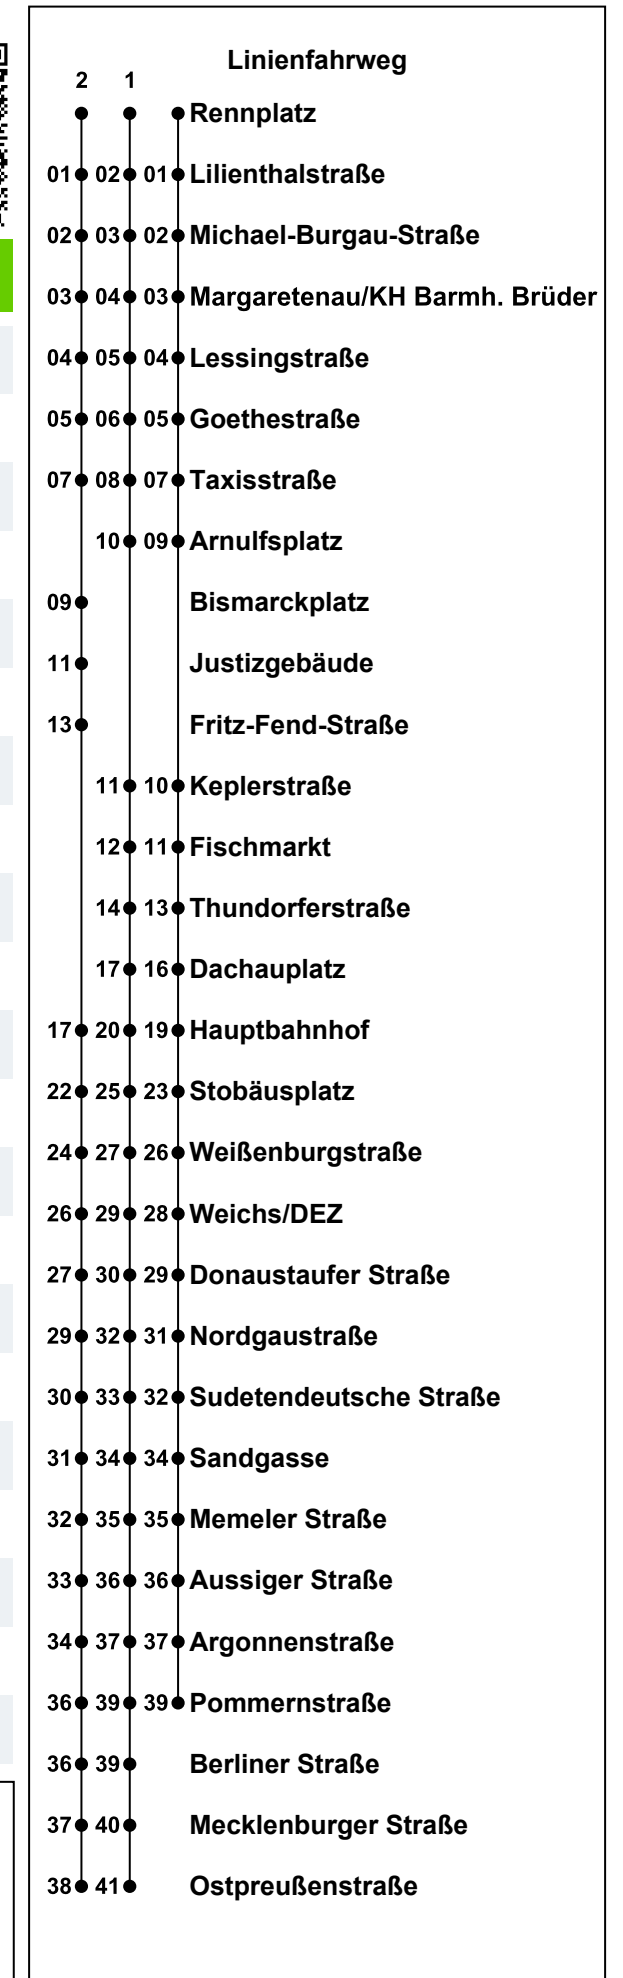 Linienfahrweg
2 1
Rennplatz
01 02 01 Lilienthalstraße
02 03 02 Michael-Burgau-Straße
03 04 03 Margaretenau/KH Barmh. Brüder
04 05 04 Lessingstraße
05 06 05 Goethestraße
07 08 07 Taxisstraße
10 09 Arnulfsplatz
09 Bismarckplatz
11 Justizgebäude
13 Fritz-Fend-Straße
11 10 Keplerstraße
12 11 Fischmarkt
14 13 Thundorferstraße
17 16 Dachauplatz
17 20 19 Hauptbahnhof
22 25 23 Stobäusplatz
24 27 26 Weißenburgstraße
26 29 28 Weichs/DEZ
27 30 29 Donaustaufer Straße
29 32 31 Nordgaustraße
30 33 32 Sudetendeutsche Straße
31 34 34 Sandgasse
32 35 35 Memeler Straße
33 36 36 Aussiger Straße
34 37 37 Argonnenstraße
36 39 39 Pommernstraße
36 39 Berliner Straße
37 40 Mecklenburger Straße
38 41 Ostpreußenstraße